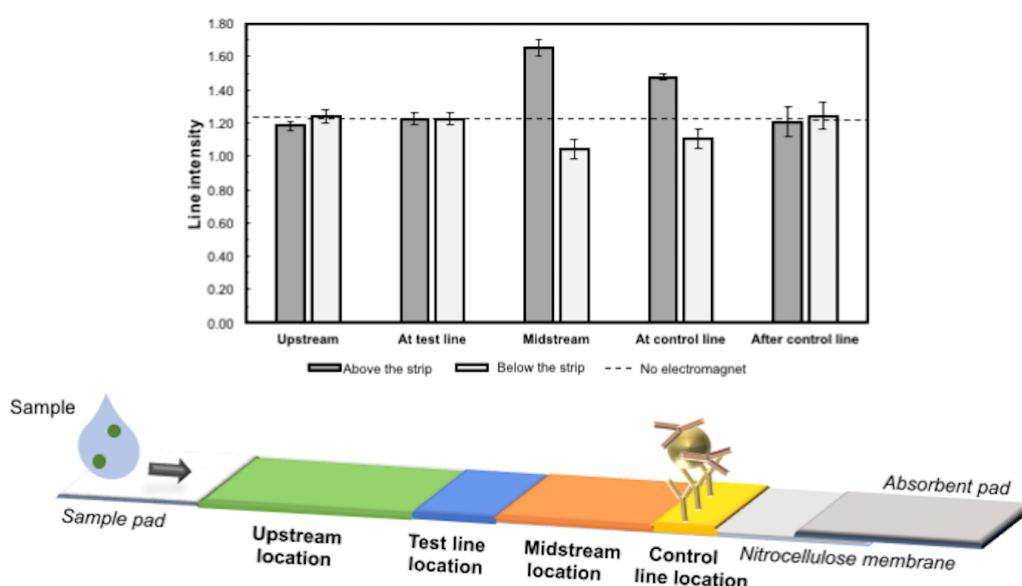 1.80
1.60
1.40
1.20
1.00
0.80
0.60
0.40
0.20
0.00
Line intensity
Upstream At test line Midstream At control line After control line
Above the strip Below the strip No electromagnet
Sample
Sample pad
Upstream
location
Test line
location
Midstream
location
Control
line location
Nitrocellulose membrane
Absorbent pad